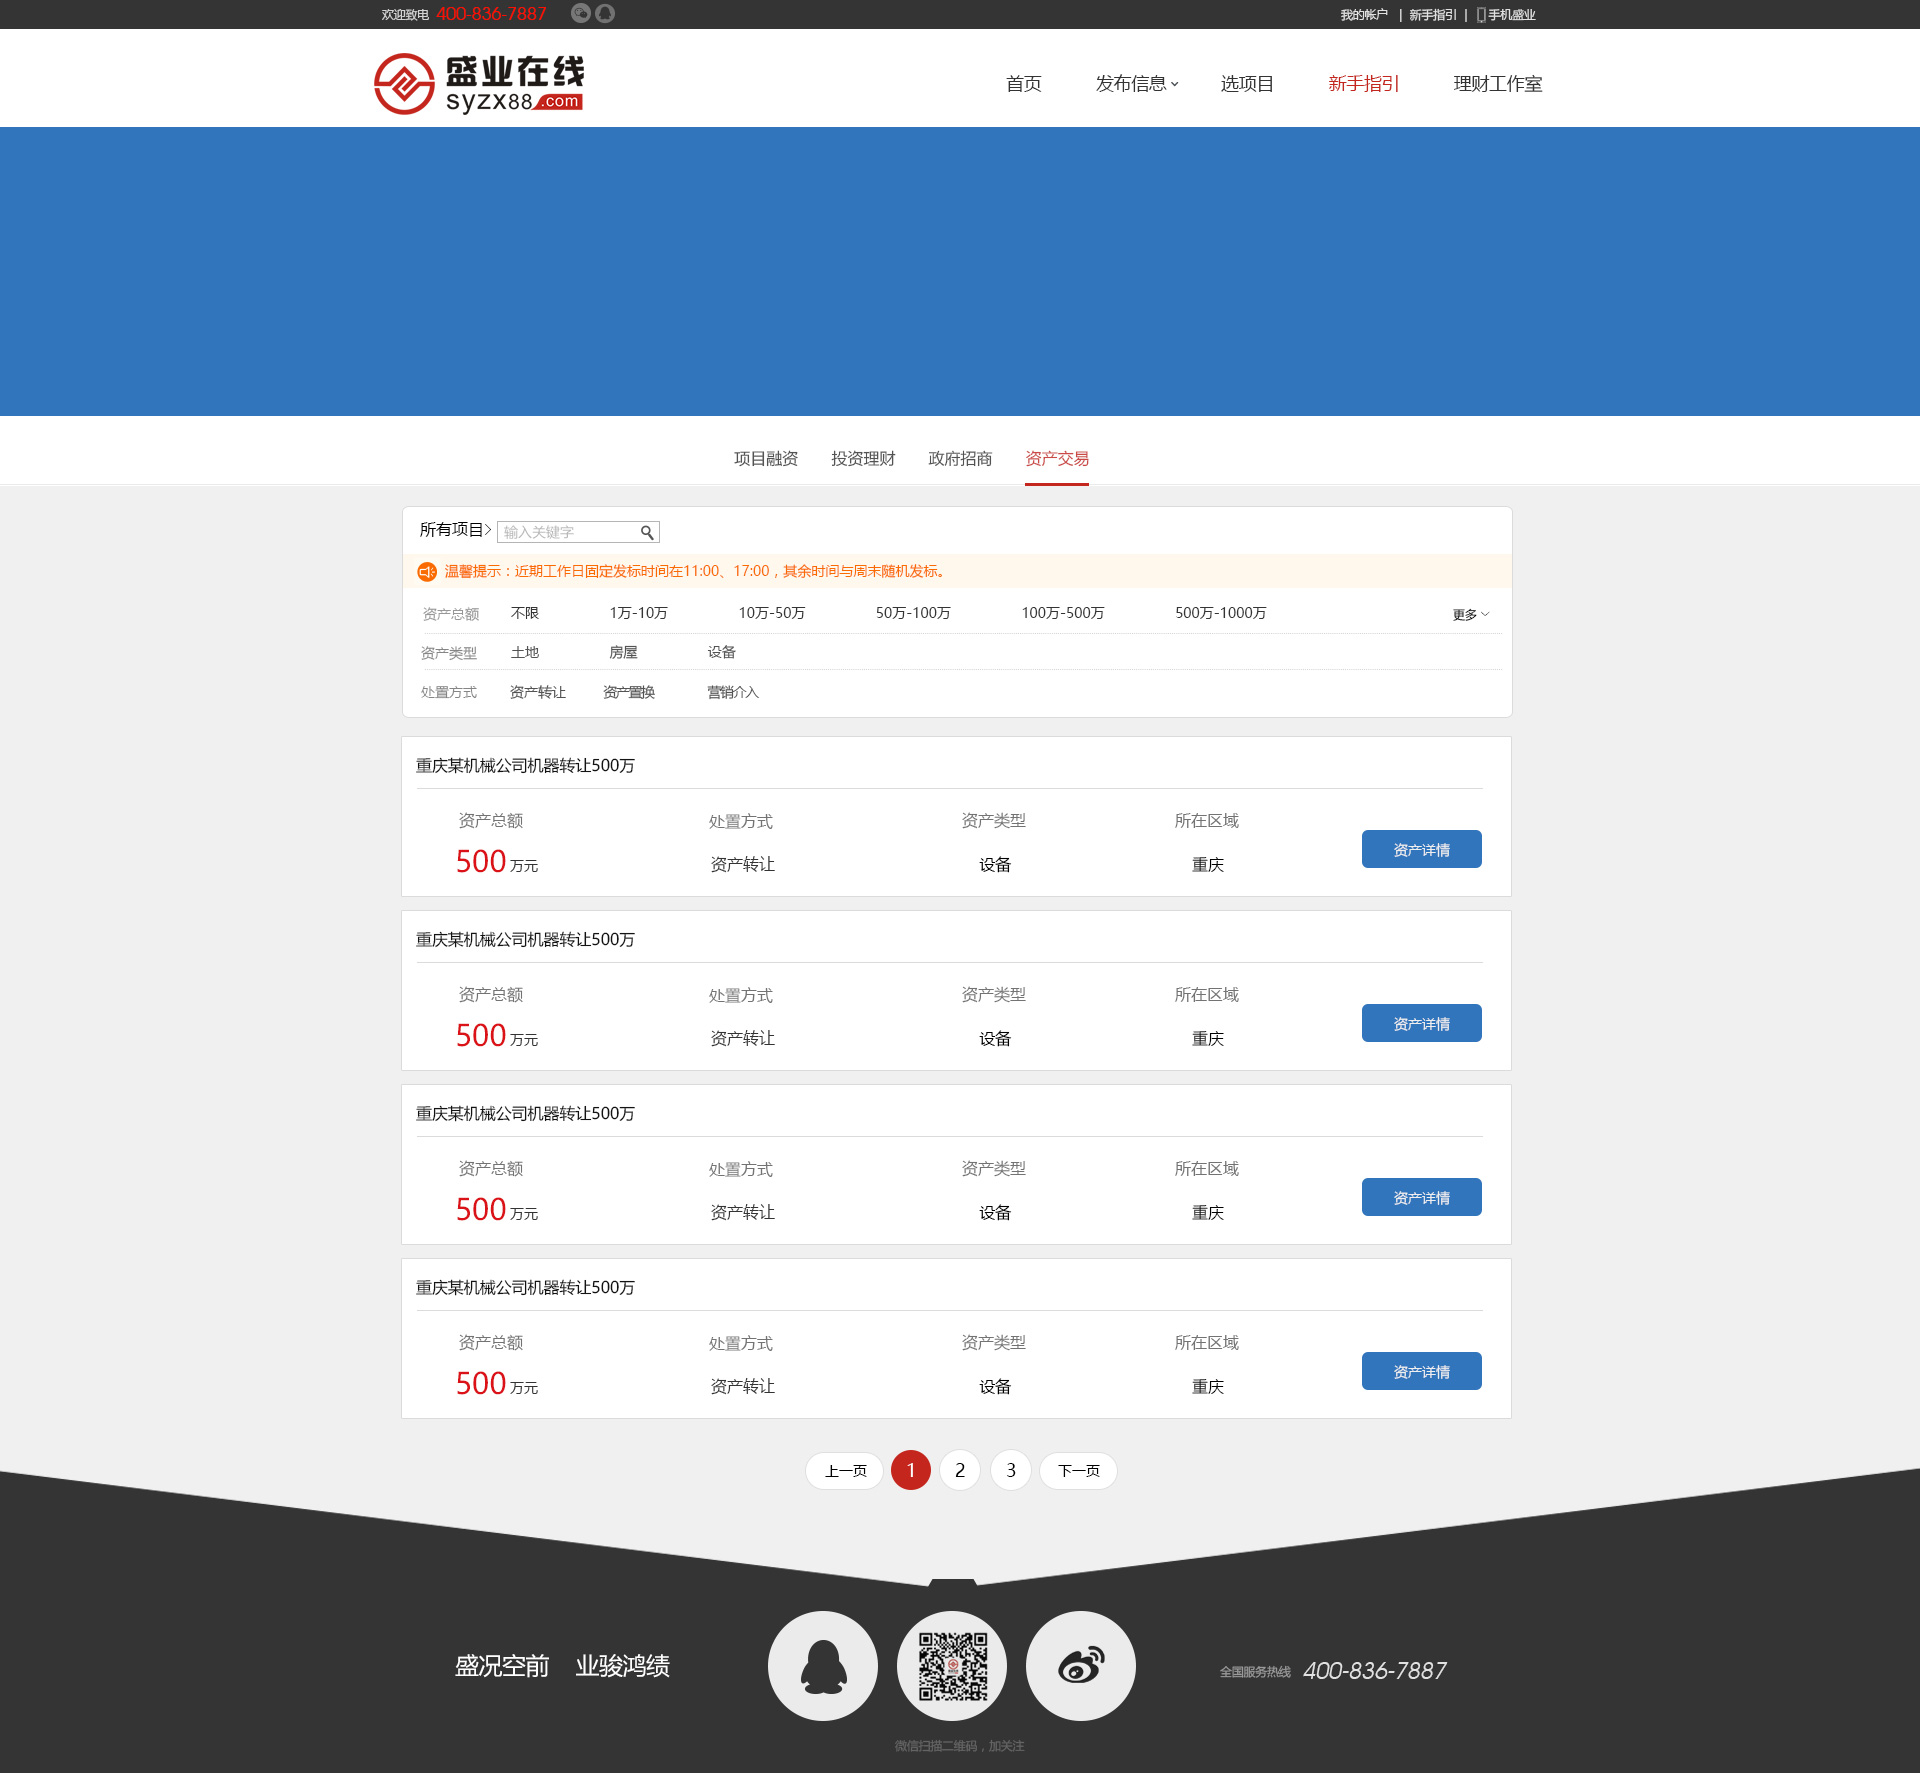 欢迎致电 400-836-7887
我的帐户 | 新手指引 | 手机盛业
盛业在线
syzx88.com
首页 发布信息 选项目 新手指引 理财工作室
项目融资 投资理财 政府招商 资产交易
所有项目 输入关键字
温馨提示：近期工作日固定发标时间在11:00、17:00，其余时间与周末随机发标。
资产总额 不限 1万-10万 10万-50万 50万-100万 100万-500万 500万-1000万 更多
资产类型 土地 房屋 设备
处置方式 资产转让 资产置换 营销介入
重庆某机械公司机器转让500万
资产总额 处置方式 资产类型 所在区域
500 万元 资产转让 设备 重庆 资产详情
重庆某机械公司机器转让500万
资产总额 处置方式 资产类型 所在区域
500 万元 资产转让 设备 重庆 资产详情
重庆某机械公司机器转让500万
资产总额 处置方式 资产类型 所在区域
500 万元 资产转让 设备 重庆 资产详情
重庆某机械公司机器转让500万
资产总额 处置方式 资产类型 所在区域
500 万元 资产转让 设备 重庆 资产详情
上一页 1 2 3 下一页
盛况空前 业骏鸿绩
全国服务热线 400-836-7887
微信扫描二维码，加关注